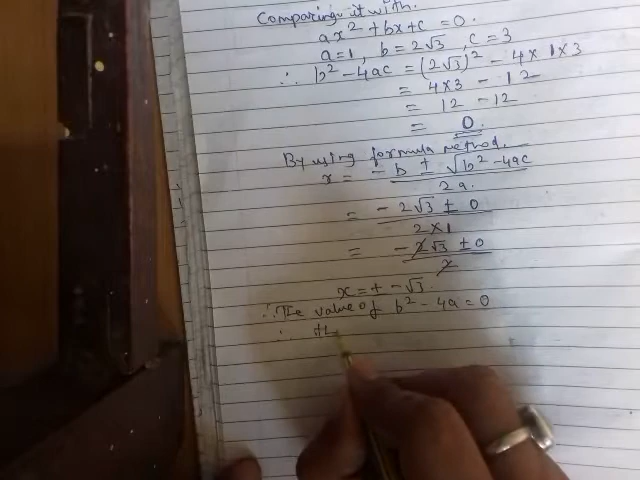 Comparing it with.
ax² + bx + c = 0.
a = 1, b = 2√3, c = 3
∴ b² - 4ac = (2√3)² - 4 × 1 × 3
= 4×3 - 12
= 12 - 12
= 0.
By using formula method.
x = -b ± √b² - 4ac / 2a.
= -2√3 ± 0 / 2×1
= -2√3 ± 0 / 2
x = + -√3.
∴ The value of b² - 4a = 0
∴ the